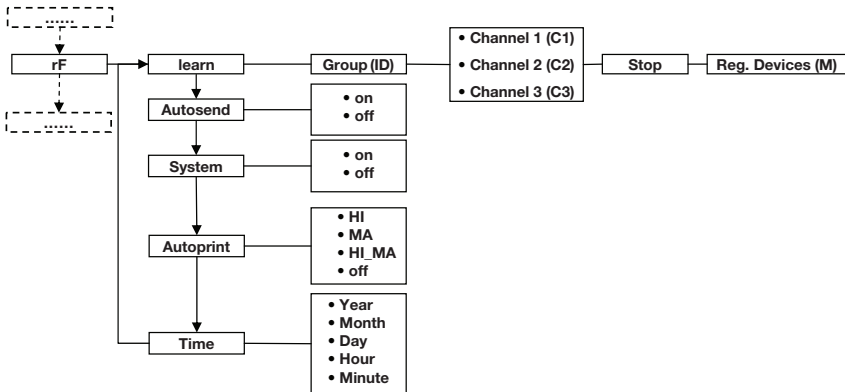 ......
rF
......
learn
Group (ID)
• Channel 1 (C1)
• Channel 2 (C2)
• Channel 3 (C3)
Stop
Reg. Devices (M)
Autosend
• on
• off
System
• on
• off
Autoprint
• HI
• MA
• HI_MA
• off
Time
• Year
• Month
• Day
• Hour
• Minute